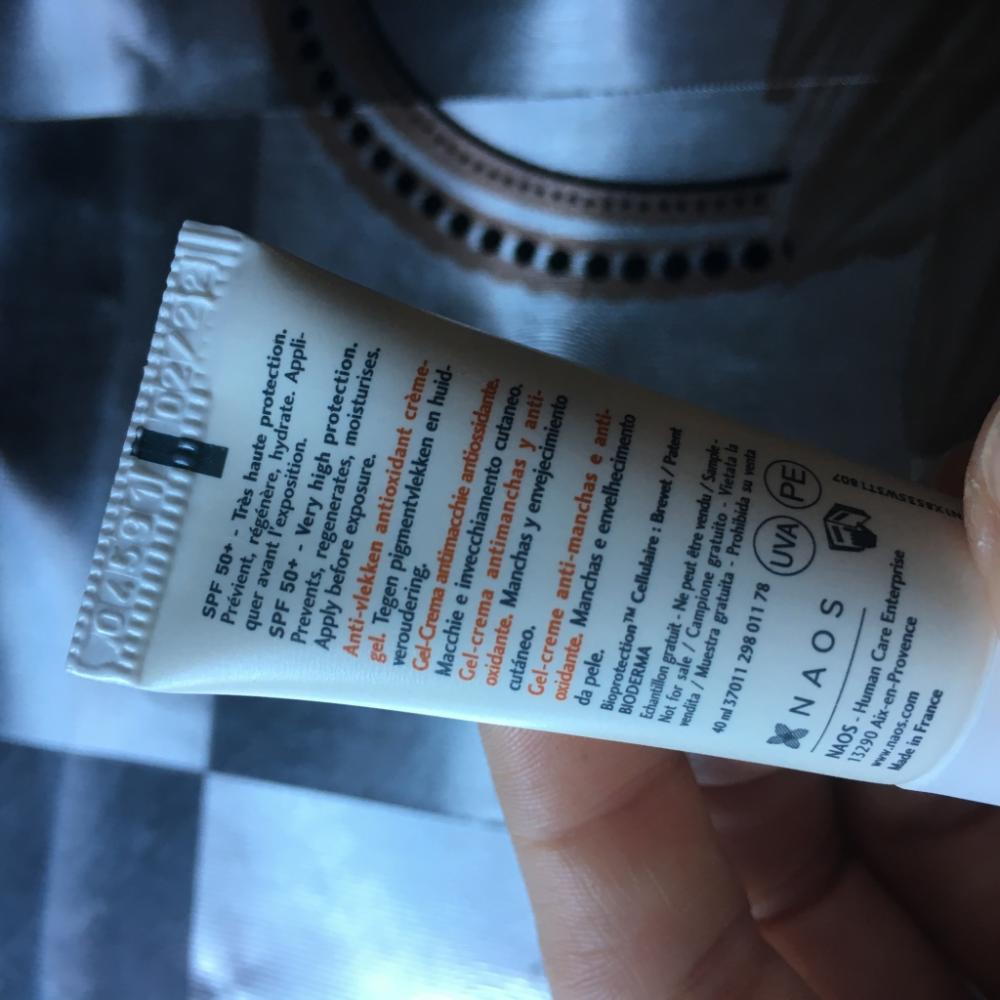 SPF 50+ - Très haute protection.
Prévient, régénère, hydrate. Appli-
quer avant l'exposition.
SPF 50+ - Very high protection.
Prevents, regenerates, moisturises.
Apply before exposure.
Anti-vlekken antioxidant crème-
gel. Tegen pigmentvlekken en huid-
veroudering.
Gel-Crema antimacchie antiossidante.
Macchie e invecchiamento cutaneo.
Gel-crema antimanchas y anti-
oxidante. Manchas y envejecimiento
cutáneo.
Gel-creme anti-manchas e anti-
oxidante. Manchas e envelhecimento
da pele.
Bioprotection™ Cellulaire : Brevet / Patent
BIODERMA
Echantillon gratuit - Ne peut être vendu / Sample-
Not for sale / Campione gratuito - Vietata la
vendita / Muestra gratuita - Prohibida su venta
40 ml 37011 298 011 78
UVA PE
NAOS
NAOS - Human Care Enterprise
13290 Aix-en-Provence
www.naos.com
Made in France